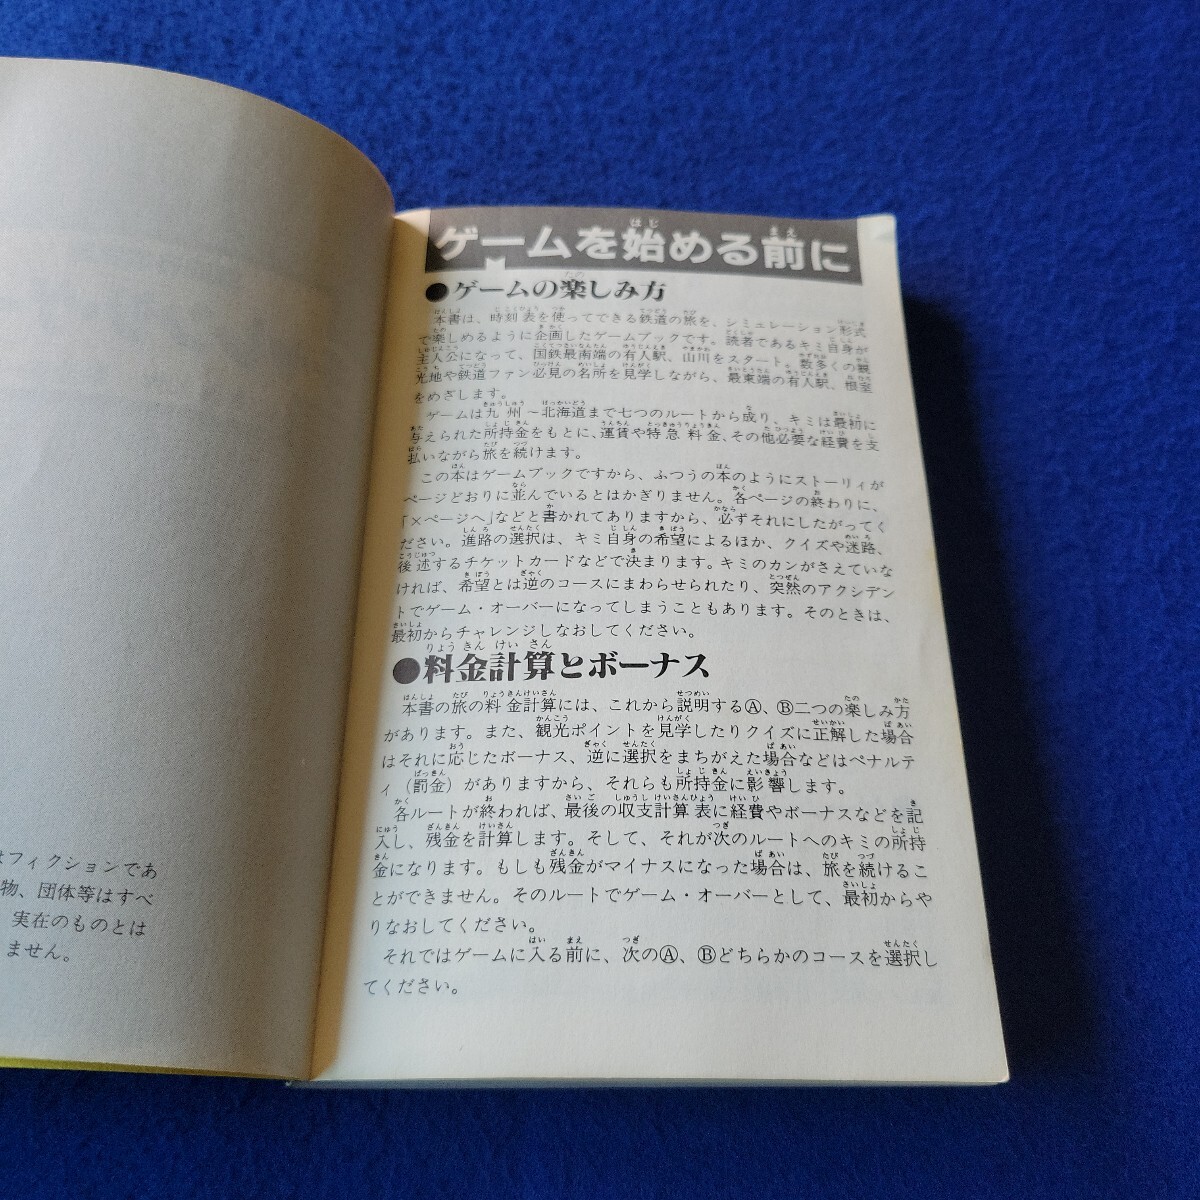 はフィクションであ
物、団体等はすべ
実在のものとは
ません。
ゲームを始める前に
●ゲームの楽しみ方
本書は、時刻表を使ってできる鉄道の旅を、シミュレーション形式
で楽しめるように企画したゲームブックです。読者であるキミ自身が
主人公になって、国鉄最南端の有人駅、山川をスタート。数多くの観
光地や鉄道ファン必見の名所を見学しながら、最東端の有人駅、根室
をめざします。
ゲームは九州〜北海道まで七つのルートから成り、キミは最初に
与えられた所持金をもとに、運賃や特急料金、その他必要な経費を支
払いながら旅を続けます。
この本はゲームブックですから、ふつうの本のようにストーリィが
ページどおりに並んでいるとはかぎりません。各ページの終わりに、
「×ページへ」などと書かれてありますから、必ずそれにしたがってく
ださい。進路の選択は、キミ自身の希望によるほか、クイズや迷路、
後述するチケットカードなどで決まります。キミのカンがさえていな
ければ、希望とは逆のコースにまわらせられたり、突然のアクシデン
トでゲーム・オーバーになってしまうこともあります。そのときは、
最初からチャレンジしなおしてください。
●料金計算とボーナス
本書の旅の料金計算には、これから説明するⒶ、Ⓑ二つの楽しみ方
があります。また、観光ポイントを見学したりクイズに正解した場合
はそれに応じたボーナス、逆に選択をまちがえた場合などはペナルテ
ィ（罰金）がありますから、それらも所持金に影響します。
各ルートが終われば、最後の収支計算表に経費やボーナスなどを記
入し、残金を計算します。そして、それが次のルートへのキミの所持
金になります。もしも残金がマイナスになった場合は、旅を続けるこ
とができません。そのルートでゲーム・オーバーとして、最初からや
りなおしてください。
それではゲームに入る前に、次のⒶ、Ⓑどちらかのコースを選択し
てください。